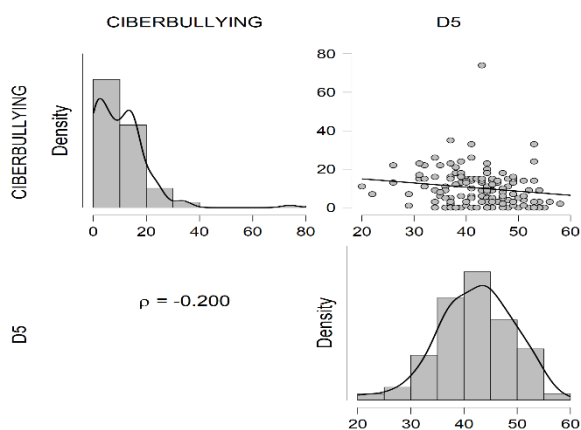 CIBERBULLYING D5
CIBERBULLYING
Density
0 20 40 60 80
80
60
40
20
0
20 30 40 50 60
D5
ρ = -0.200
Density
20 30 40 50 60